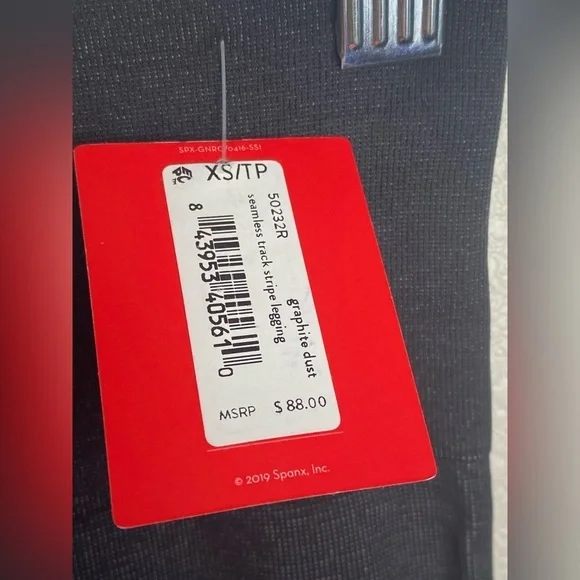 SPX-GNRC/0416-551
XS/TP
50232R
seamless track stripe legging
graphite dust
8 43953 40561 0
MSRP $88.00
© 2019 Spanx, Inc.